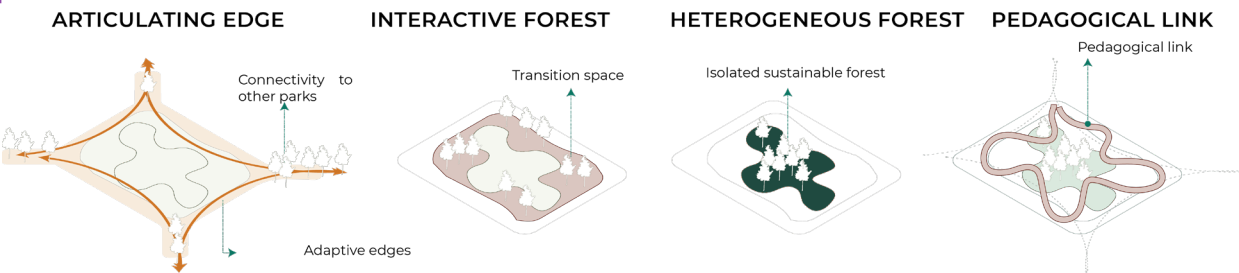 ARTICULATING EDGE
Connectivity to
other parks
Adaptive edges
INTERACTIVE FOREST
Transition space
HETEROGENEOUS FOREST
Isolated sustainable forest
PEDAGOGICAL LINK
Pedagogical link